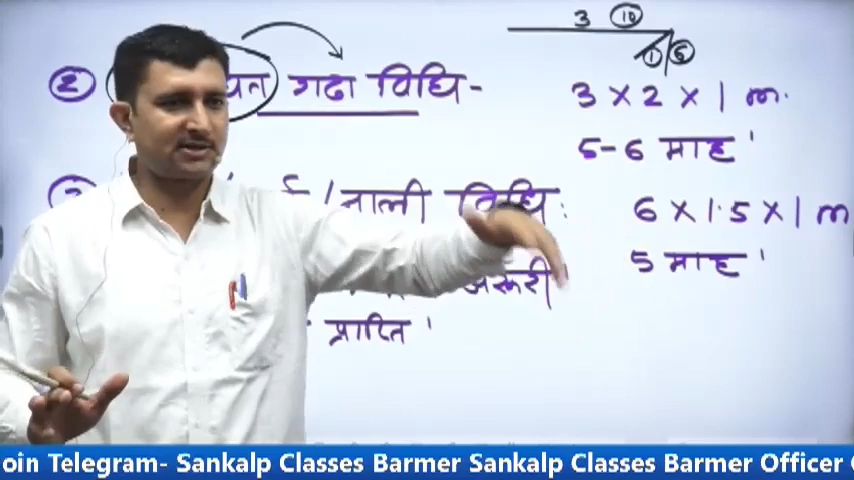 3 10
1 6
2 गढा विधि-
3 X 2 X 1 m.
5-6 माह'
नाली विधि:
6 X 1.5 X 1 m
5 माह'
जरूरी
प्राप्ति'
oin Telegram- Sankalp Classes Barmer Sankalp Classes Barmer Officer